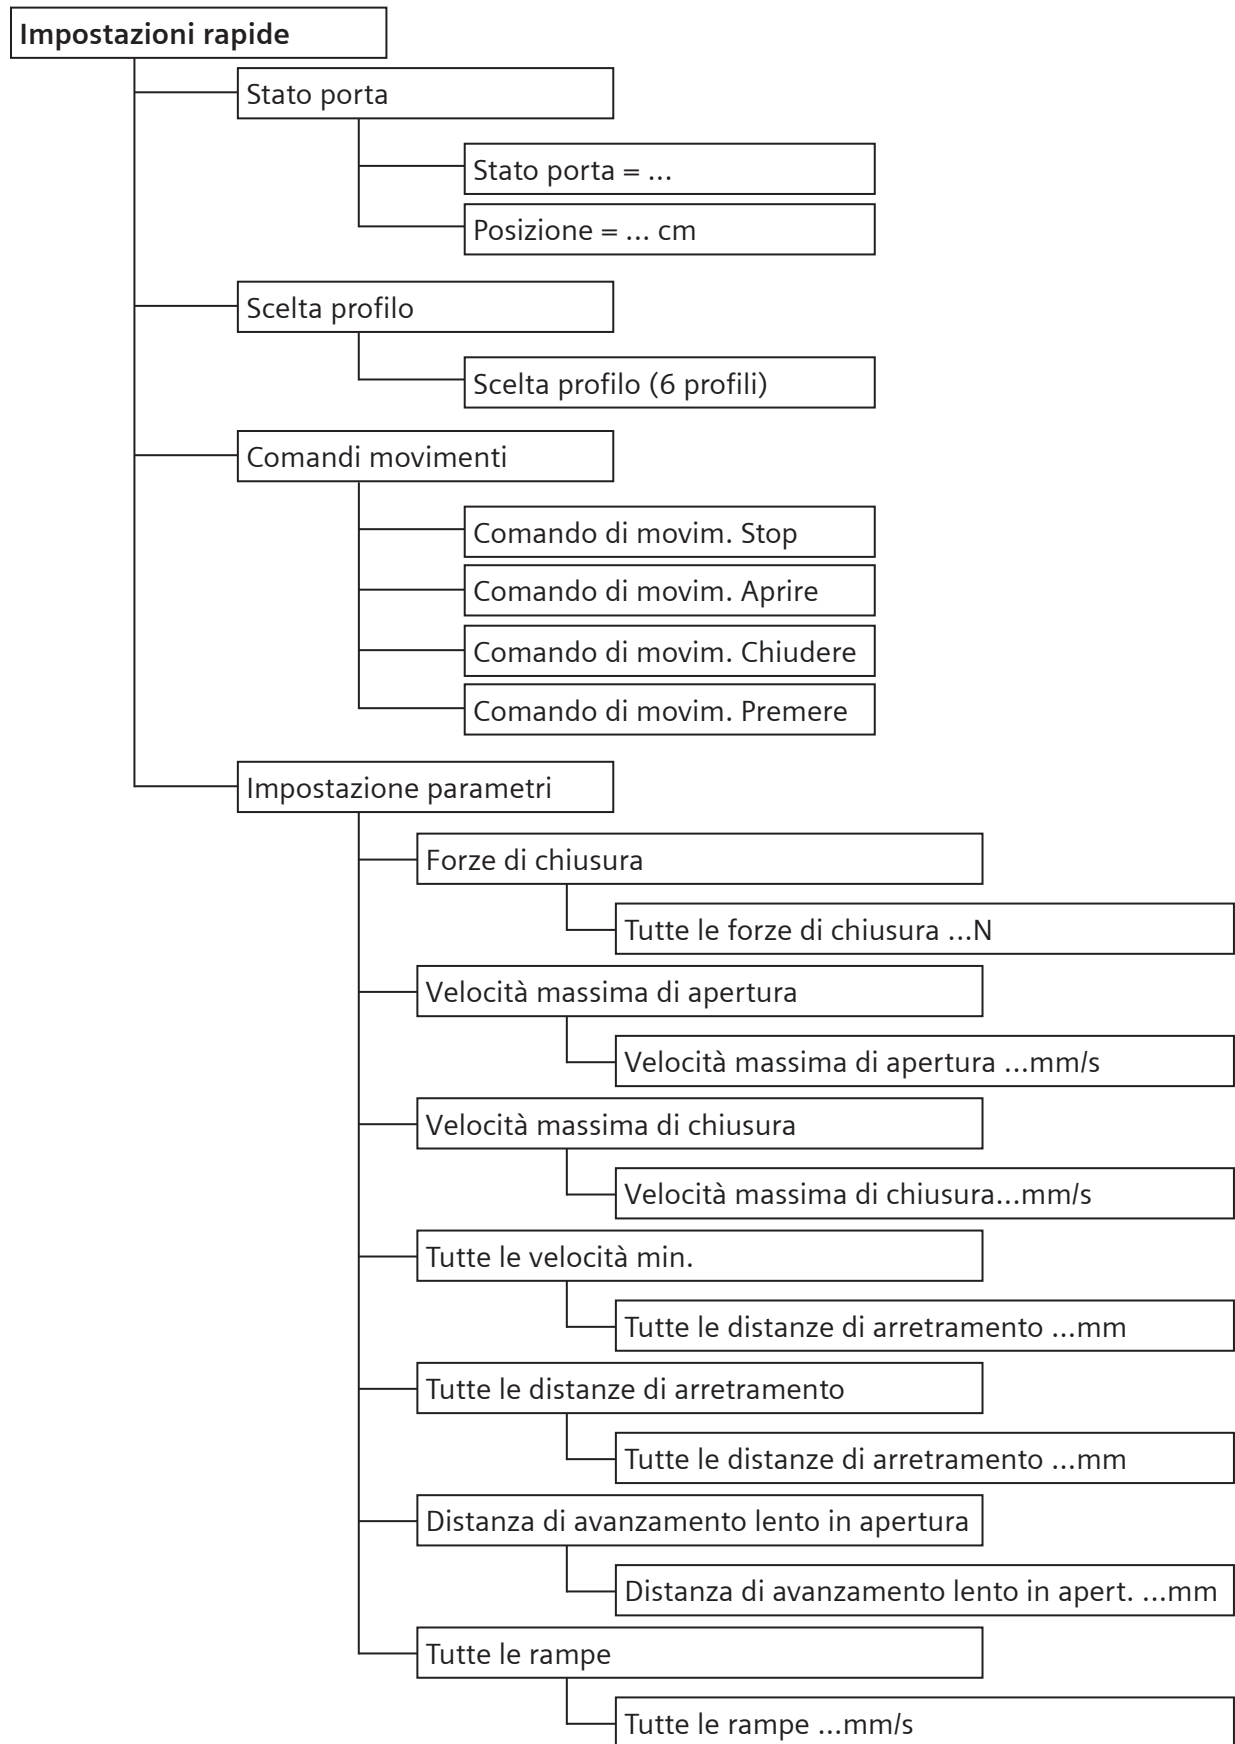 Impostazioni rapide
Stato porta
Stato porta = ...
Posizione = ... cm
Scelta profilo
Scelta profilo (6 profili)
Comandi movimenti
Comando di movim. Stop
Comando di movim. Aprire
Comando di movim. Chiudere
Comando di movim. Premere
Impostazione parametri
Forze di chiusura
Tutte le forze di chiusura ...N
Velocità massima di apertura
Velocità massima di apertura ...mm/s
Velocità massima di chiusura
Velocità massima di chiusura...mm/s
Tutte le velocità min.
Tutte le distanze di arretramento ...mm
Tutte le distanze di arretramento
Tutte le distanze di arretramento ...mm
Distanza di avanzamento lento in apertura
Distanza di avanzamento lento in apert. ...mm
Tutte le rampe
Tutte le rampe ...mm/s